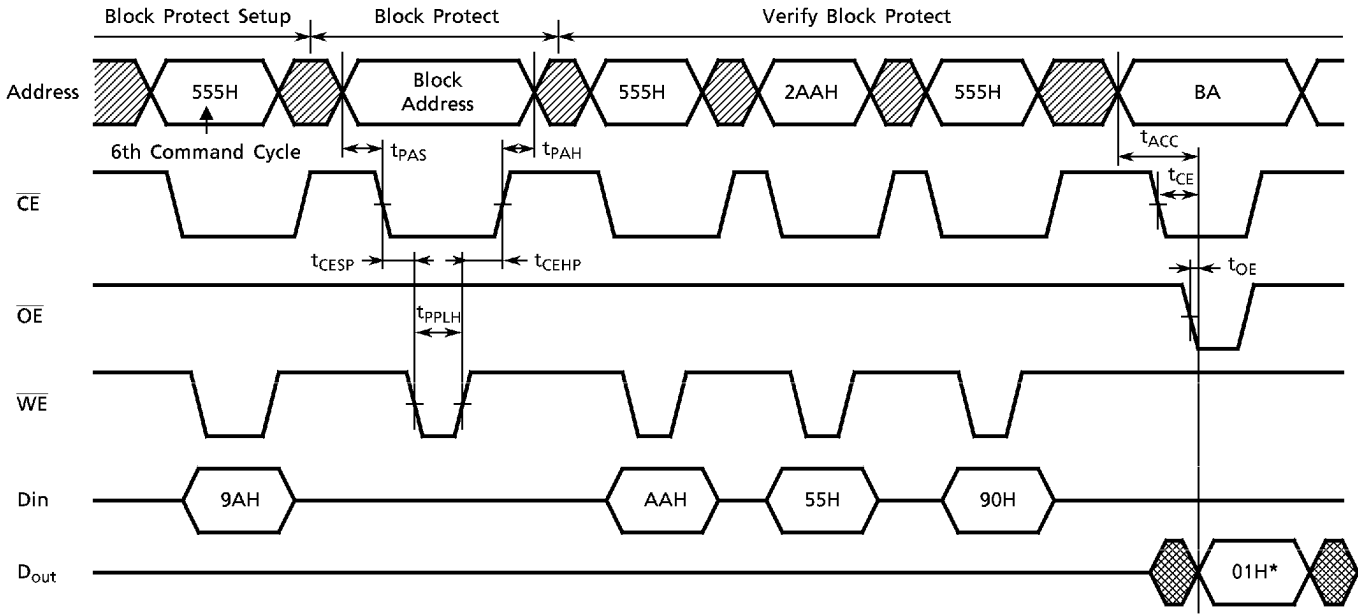 Block Protect Setup Block Protect Verify Block Protect
Address 555H Block Address 555H 2AAH 555H BA
6th Command Cycle tPAS tPAH tACC
CE tCE
tCESP tCEHP tOE
OE tPPLH
WE
Din 9AH AAH 55H 90H
Dout 01H*